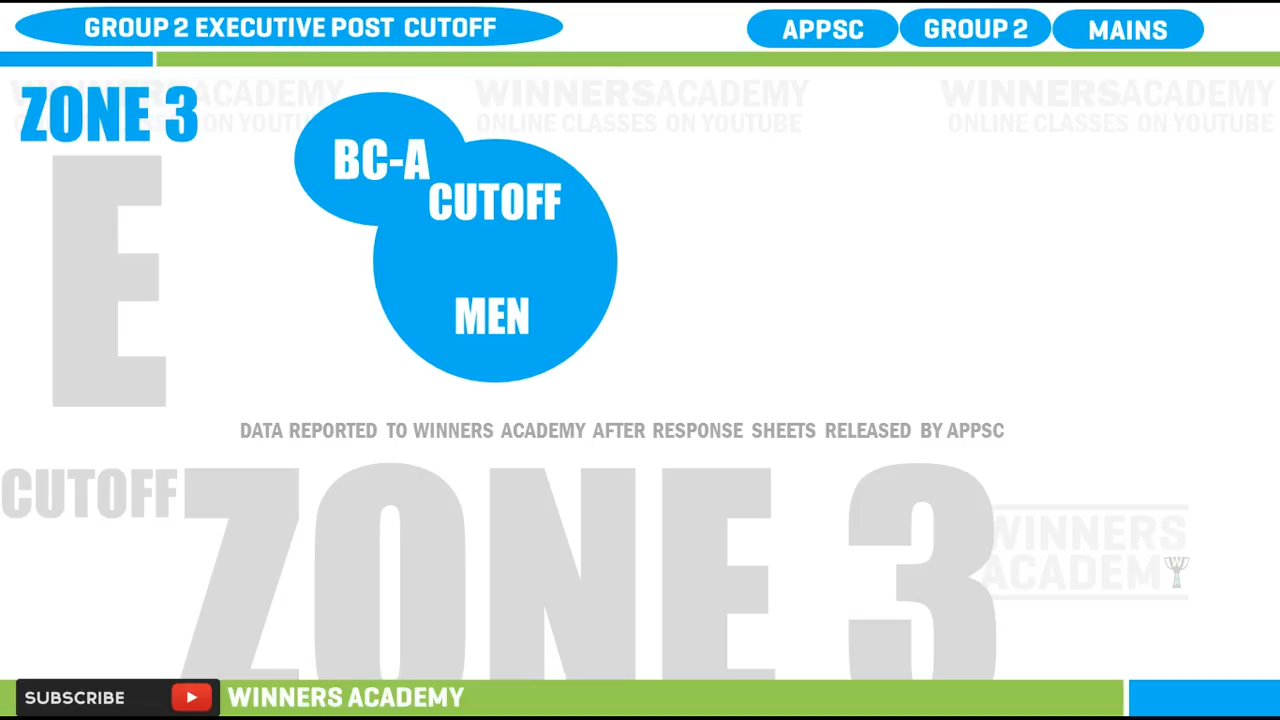 GROUP 2 EXECUTIVE POST CUTOFF
APPSC
GROUP 2
MAINS
WINNERSACADEMY
ONLINE CLASSES ON YOUTUBE
WINNERSACADEMY
ONLINE CLASSES ON YOUTUBE
WINNERSACADEMY
ONLINE CLASSES ON YOUTUBE
ZONE 3
E
BC-A
CUTOFF
MEN
DATA REPORTED TO WINNERS ACADEMY AFTER RESPONSE SHEETS RELEASED BY APPSC
CUTOFF
ZONE 3
WINNERS
ACADEM
SUBSCRIBE
WINNERS ACADEMY